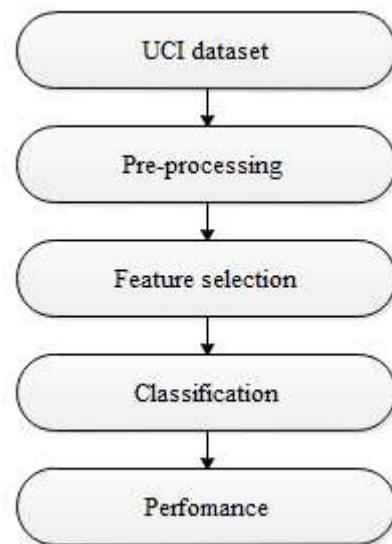 UCI dataset
Pre-processing
Feature selection
Classification
Perfomance